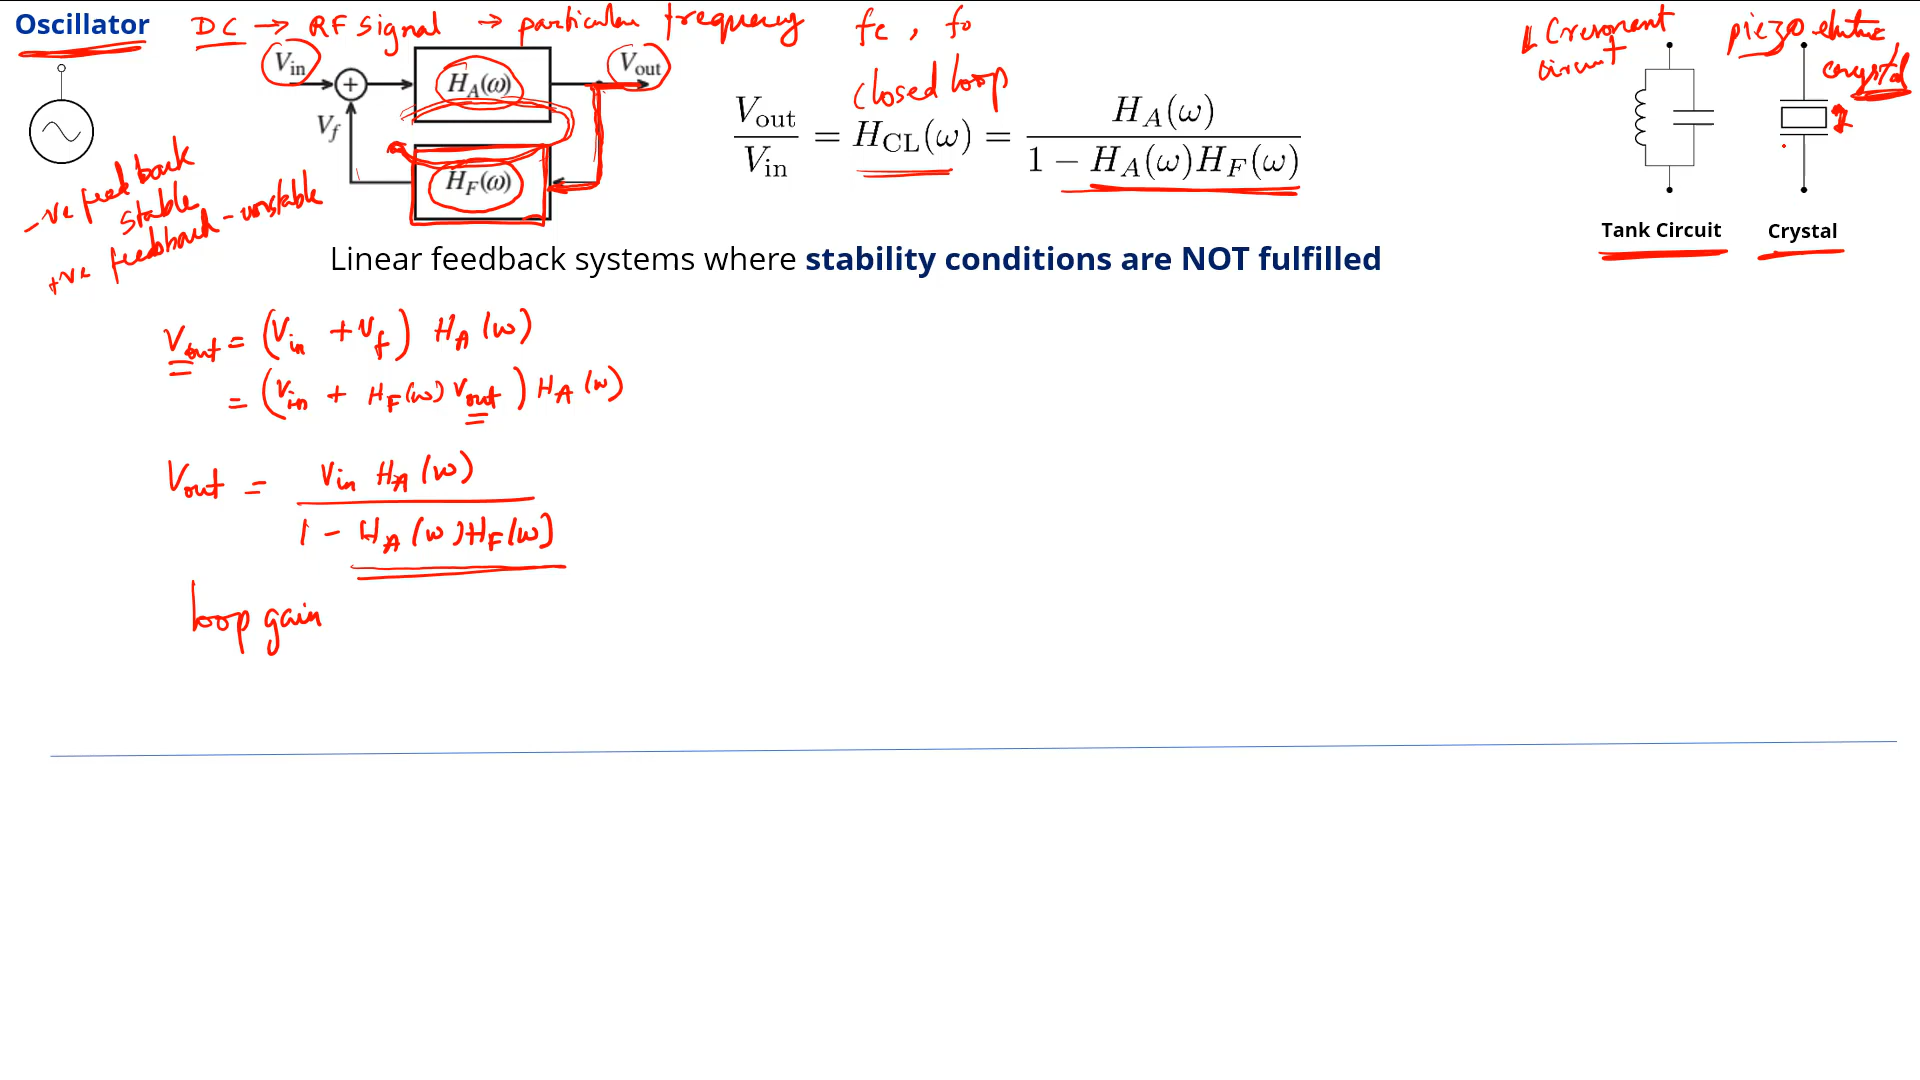 Oscillator DC → RF signal → particular frequency fc, fo
LC resonant circuit
piezo eletric crystal
Vin + HA(ω) Vout
Vf HF(ω)
closed loop
Vout / Vin = HCL(ω) = HA(ω) / 1 − HA(ω)HF(ω)
-ve feed back
stable
+ve feedback - unstable
Tank Circuit Crystal
Linear feedback systems where stability conditions are NOT fulfilled
Vout = (Vin + Vf) HA(ω)
= (Vin + HF(ω) Vout) HA(ω)
Vout = Vin HA(ω) / 1 - HA(ω)HF(ω)
loop gain